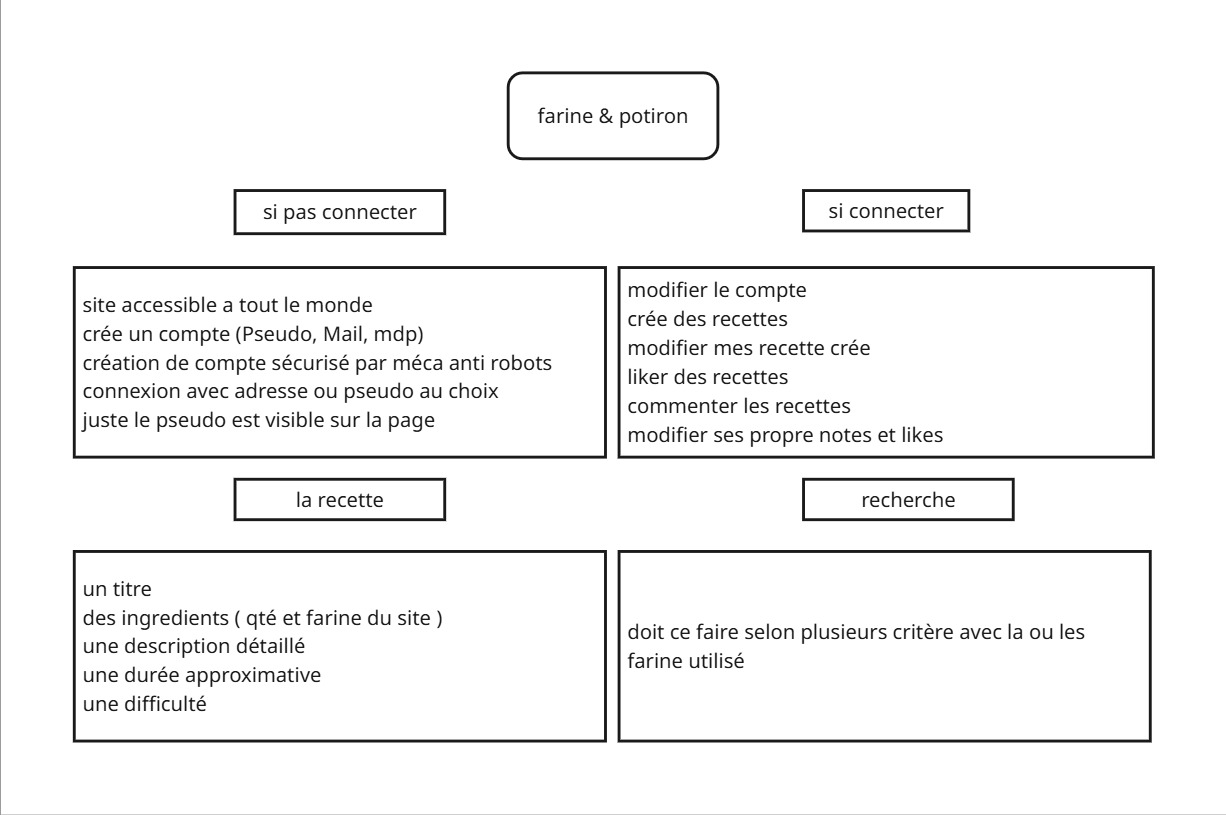 farine & potiron
si pas connecter
si connecter
site accessible a tout le monde
crée un compte (Pseudo, Mail, mdp)
création de compte sécurisé par méca anti robots
connexion avec adresse ou pseudo au choix
juste le pseudo est visible sur la page
modifier le compte
crée des recettes
modifier mes recette crée
liker des recettes
commenter les recettes
modifier ses propre notes et likes
la recette
recherche
un titre
des ingredients ( qté et farine du site )
une description détaillé
une durée approximative
une difficulté
doit ce faire selon plusieurs critère avec la ou les
farine utilisé